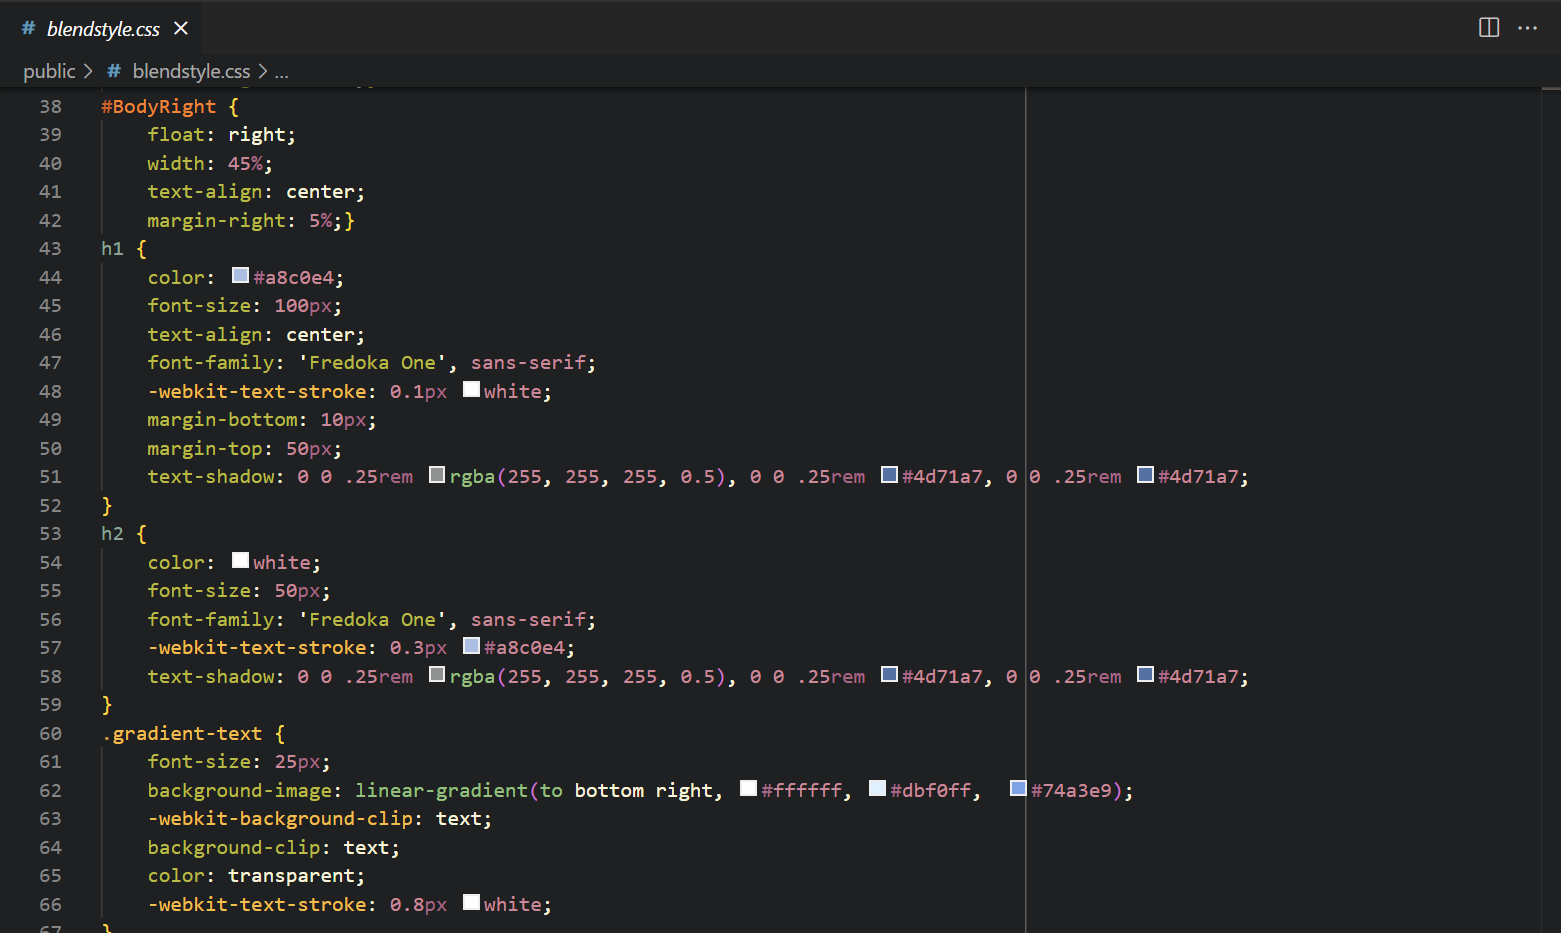 # blendstyle.css ×
public > # blendstyle.css > ...
38 #BodyRight {
39     float: right;
40     width: 45%;
41     text-align: center;
42     margin-right: 5%;}
43 h1 {
44     color: #a8c0e4;
45     font-size: 100px;
46     text-align: center;
47     font-family: 'Fredoka One', sans-serif;
48     -webkit-text-stroke: 0.1px white;
49     margin-bottom: 10px;
50     margin-top: 50px;
51     text-shadow: 0 0 .25rem rgba(255, 255, 255, 0.5), 0 0 .25rem #4d71a7, 0 0 .25rem #4d71a7;
52 }
53 h2 {
54     color: white;
55     font-size: 50px;
56     font-family: 'Fredoka One', sans-serif;
57     -webkit-text-stroke: 0.3px #a8c0e4;
58     text-shadow: 0 0 .25rem rgba(255, 255, 255, 0.5), 0 0 .25rem #4d71a7, 0 0 .25rem #4d71a7;
59 }
60 .gradient-text {
61     font-size: 25px;
62     background-image: linear-gradient(to bottom right, #ffffff, #dbf0ff,  #74a3e9);
63     -webkit-background-clip: text;
64     background-clip: text;
65     color: transparent;
66     -webkit-text-stroke: 0.8px white;
67 }